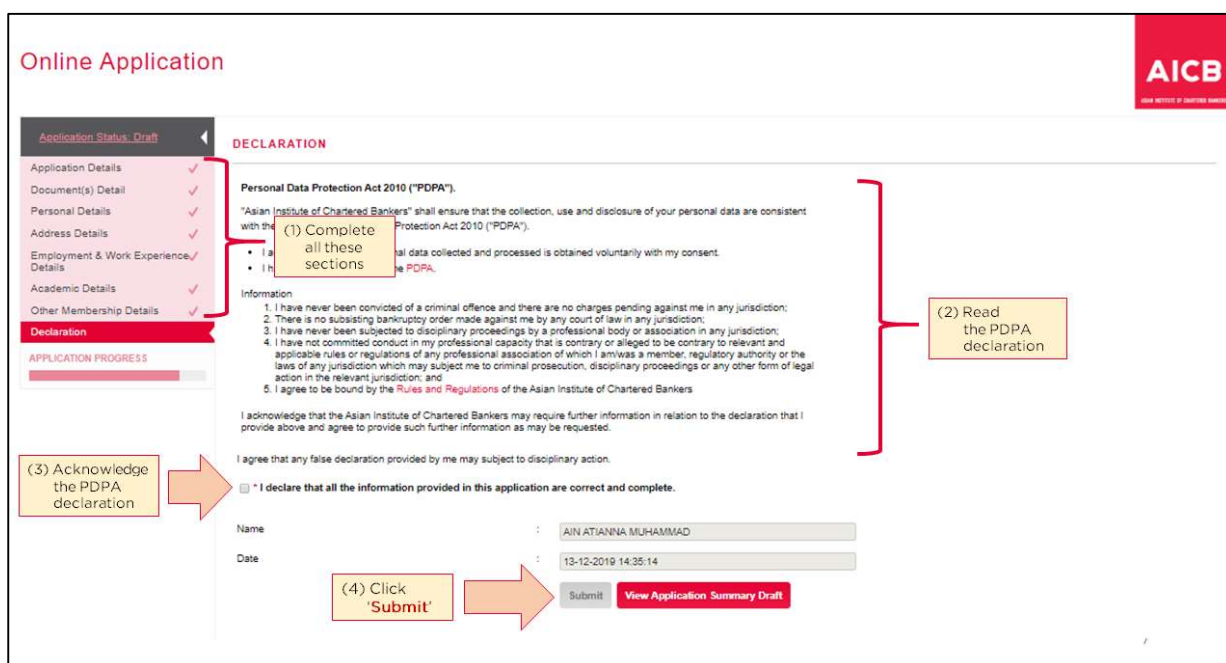 Online Application
AICB
ASIAN INSTITUTE OF CHARTERED BANKERS
Application Status: Draft
Application Details
Document(s) Detail
Personal Details
Address Details
Employment & Work Experience
Details
Academic Details
Other Membership Details
Declaration
APPLICATION PROGRESS
DECLARATION
Personal Data Protection Act 2010 ("PDPA").
"Asian Institute of Chartered Bankers" shall ensure that the collection, use and disclosure of your personal data are consistent
with the Protection Act 2010 ("PDPA").
• I a nal data collected and processed is obtained voluntarily with my consent.
• I h he PDPA.
(1) Complete
all these
sections
Information
1. I have never been convicted of a criminal offence and there are no charges pending against me in any jurisdiction;
2. There is no subsisting bankruptcy order made against me by any court of law in any jurisdiction;
3. I have never been subjected to disciplinary proceedings by a professional body or association in any jurisdiction;
4. I have not committed conduct in my professional capacity that is contrary or alleged to be contrary to relevant and
applicable rules or regulations of any professional association of which I am/was a member, regulatory authority or the
laws of any jurisdiction which may subject me to criminal prosecution, disciplinary proceedings or any other form of legal
action in the relevant jurisdiction; and
5. I agree to be bound by the Rules and Regulations of the Asian Institute of Chartered Bankers
I acknowledge that the Asian Institute of Chartered Bankers may require further information in relation to the declaration that I
provide above and agree to provide such further information as may be requested.
I agree that any false declaration provided by me may subject to disciplinary action.
(2) Read
the PDPA
declaration
(3) Acknowledge
the PDPA
declaration
* I declare that all the information provided in this application are correct and complete.
Name : AIN ATIANNA MUHAMMAD
Date : 13-12-2019 14:35:14
(4) Click
'Submit'
Submit View Application Summary Draft